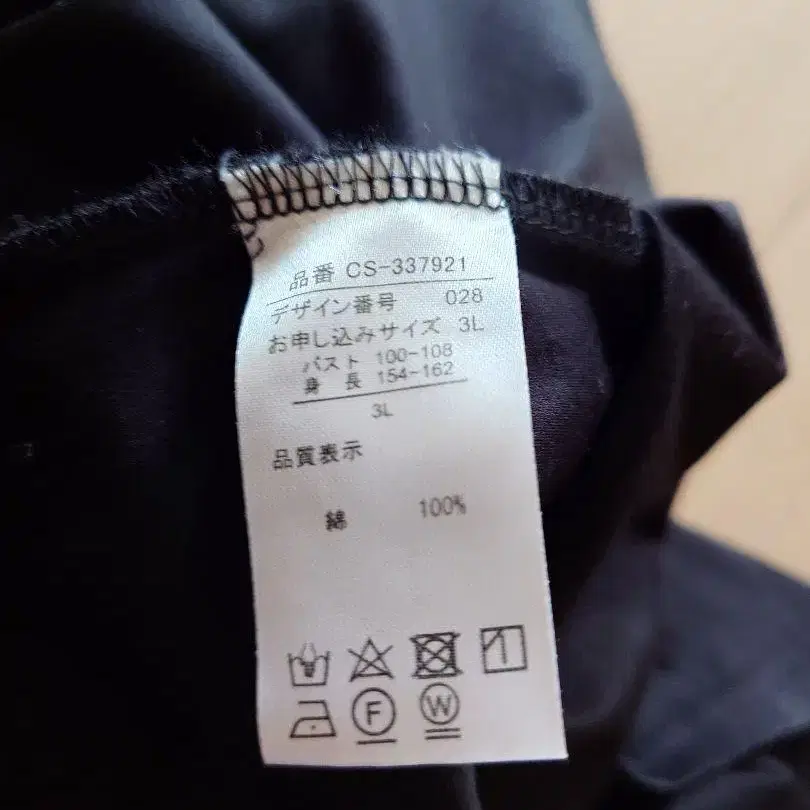 品番 CS-337921
デザイン番号 028
お申し込みサイズ 3L
バスト 100-108
身 長 154-162
3L
品質表示
綿 100%
F
W